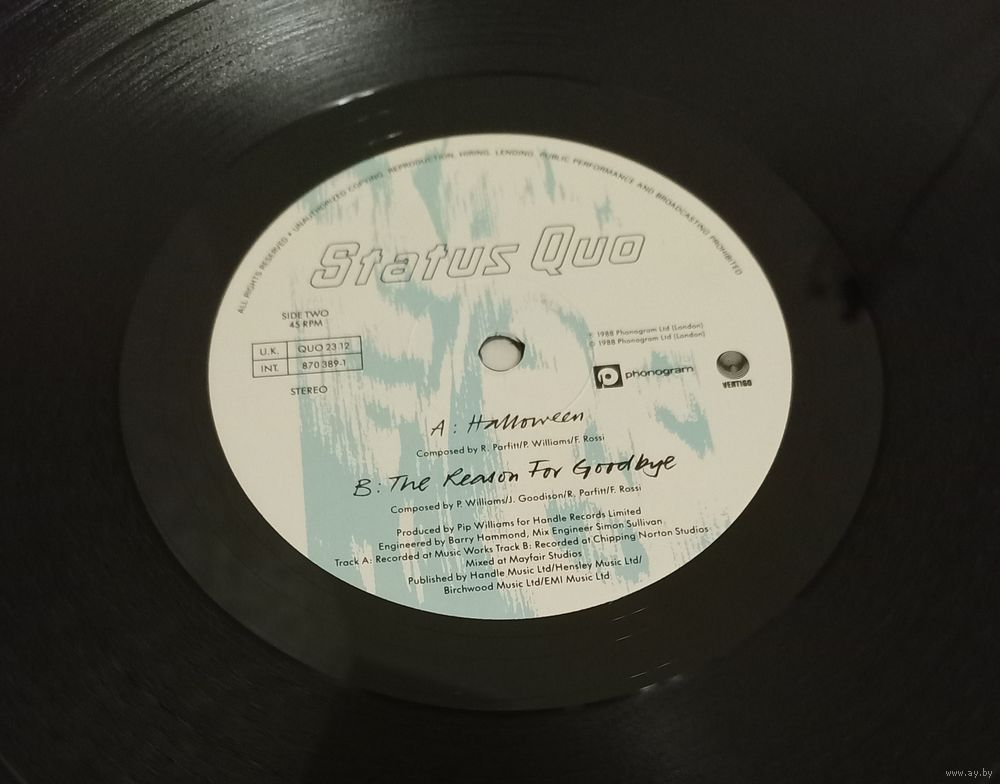 ALL RIGHTS RESERVED • UNAUTHORIZED COPYING, REPRODUCTION, HIRING, LENDING, PUBLIC PERFORMANCE AND BROADCASTING PROHIBITED
Status Quo
SIDE TWO
45 RPM
U.K. QUO 23 12
INT. 870 389-1
STEREO
℗ 1988 Phonogram Ltd (London)
© 1988 Phonogram Ltd (London)
phonogram
VERTIGO
A: Halloween
Composed by R. Parfitt/P. Williams/F. Rossi
B: The Reason For Goodbye
Composed by P. Williams/J. Goodison/R. Parfitt/F. Rossi
Produced by Pip Williams for Handle Records Limited
Engineered by Barry Hammond, Mix Engineer Simon Sullivan
Track A: Recorded at Music Works Track B: Recorded at Chipping Norton Studios
Mixed at Mayfair Studios
Published by Handle Music Ltd/Hensley Music Ltd/
Birchwood Music Ltd/EMI Music Ltd
www.ay.by